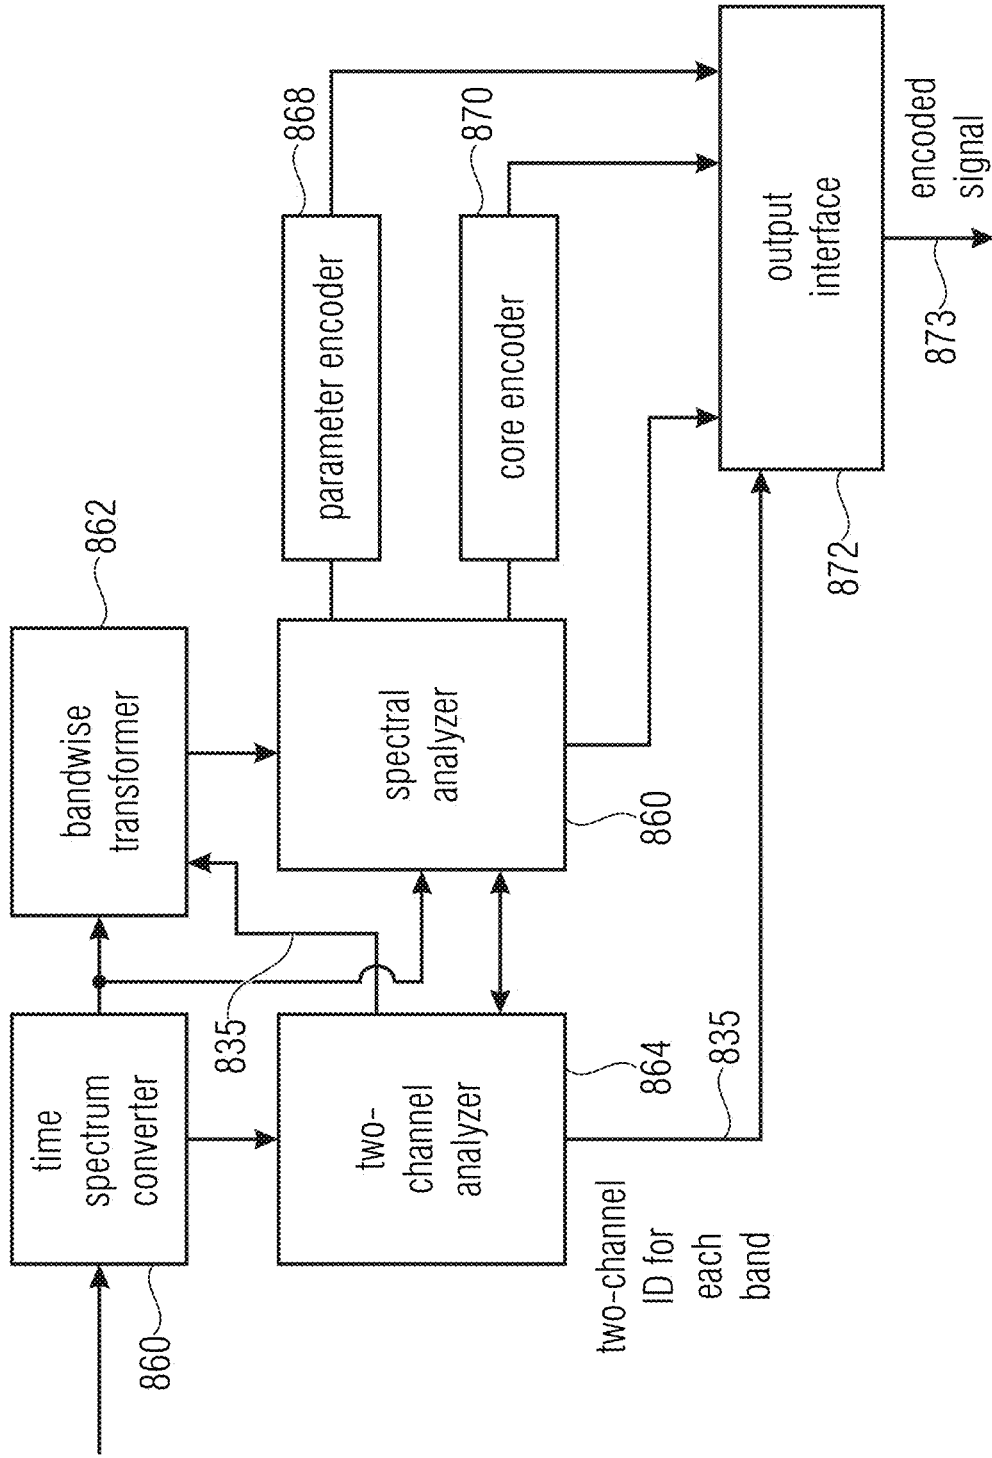 860
time
spectrum
converter
bandwise
transformer
862
835
two-
channel
analyzer
864
spectral
analyzer
860
parameter encoder
868
core encoder
870
two-channel
ID for
each
band
835
872
output
interface
873
encoded
signal